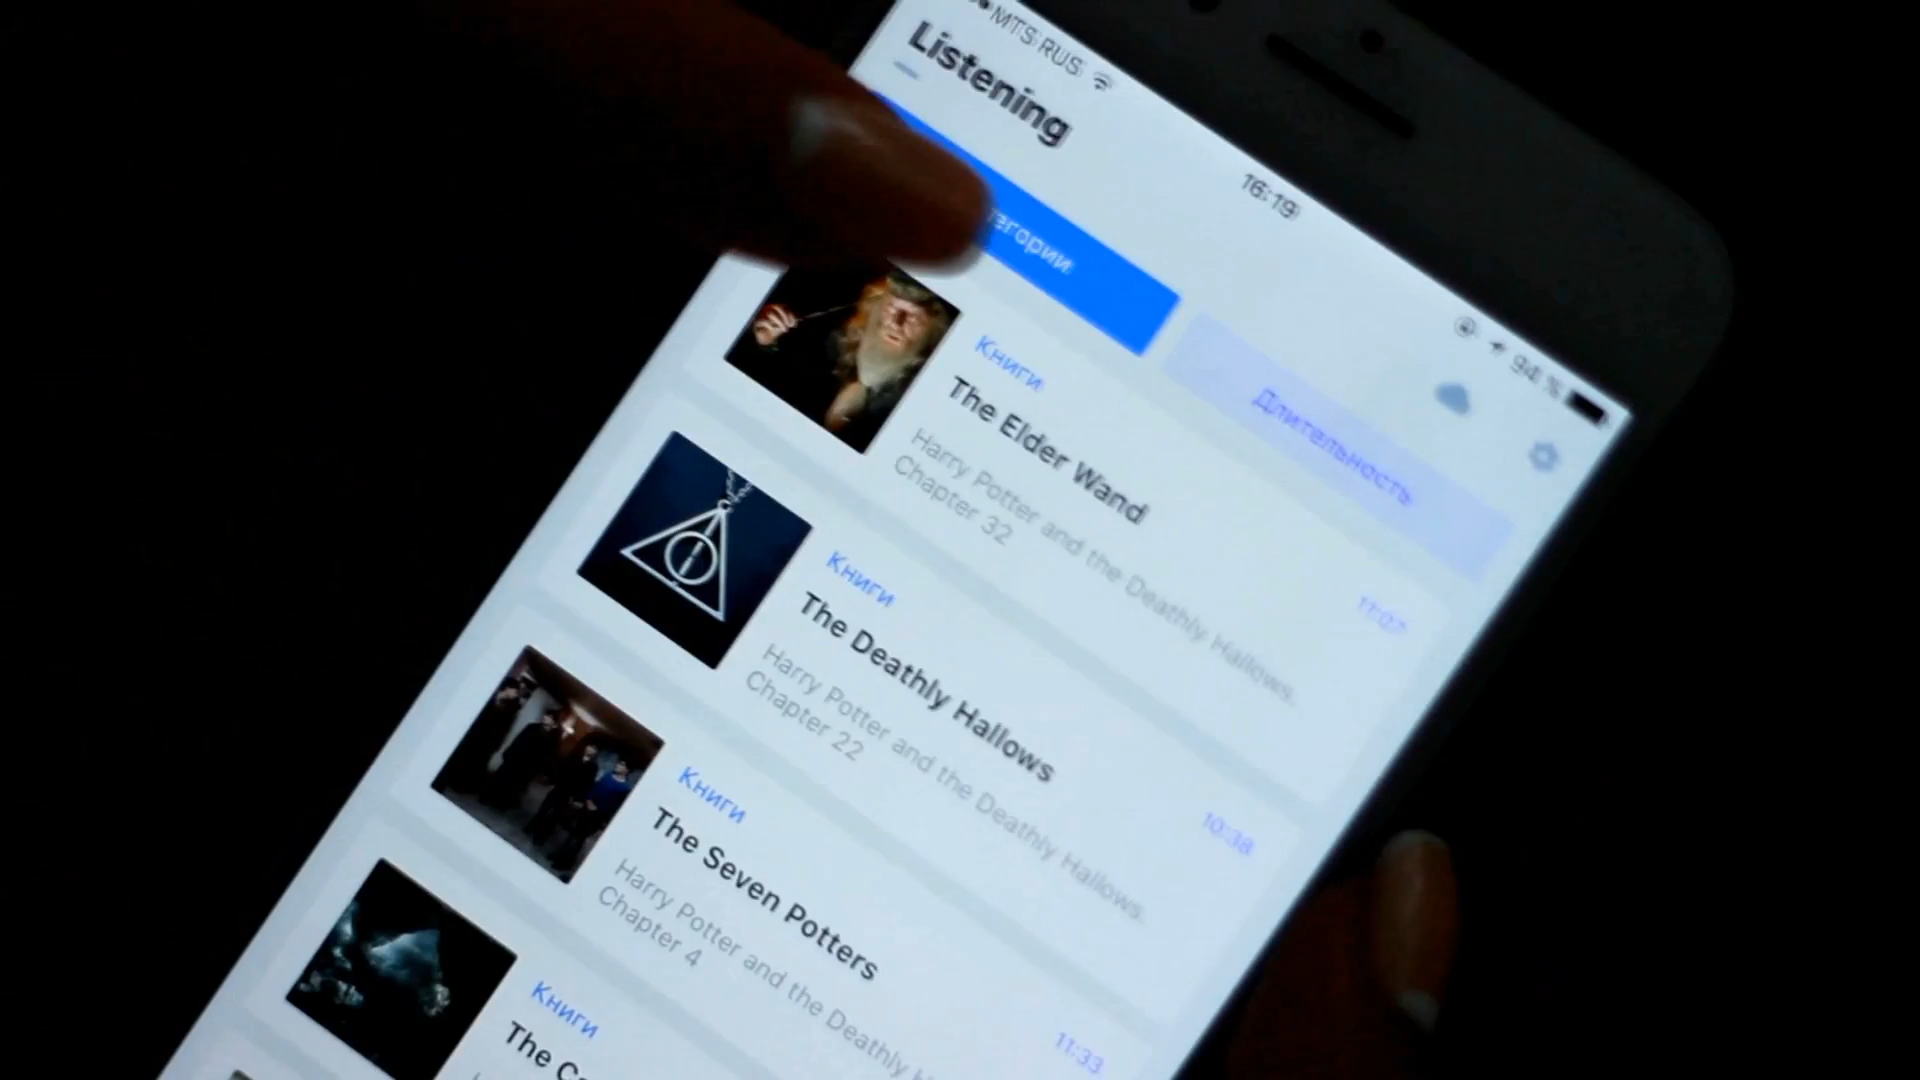 MTS RUS
16:19
94 %
Listening
тегории
Длительность
Книги
The Elder Wand
Harry Potter and the Deathly Hallows.
Chapter 32
11:07
Книги
The Deathly Hallows
Harry Potter and the Deathly Hallows.
Chapter 22
10:38
Книги
The Seven Potters
Harry Potter and the Deathly H
Chapter 4
11:33
Книги
The